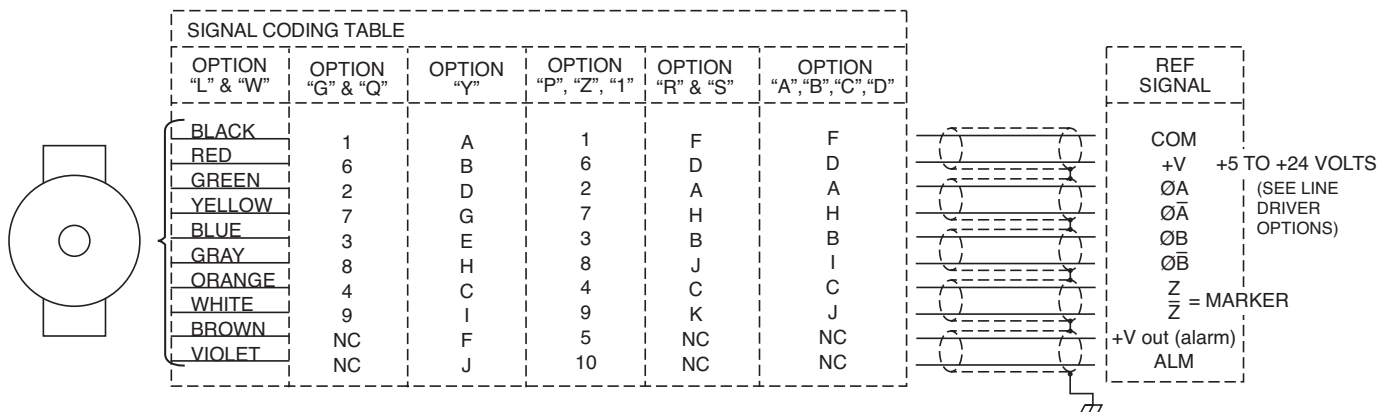 SIGNAL CODING TABLE
OPTION "L" & "W" OPTION "G" & "Q" OPTION "Y" OPTION "P", "Z", "1" OPTION "R" & "S" OPTION "A","B","C","D" REF SIGNAL
BLACK 1 A 1 F F COM
RED 6 B 6 D D +V +5 TO +24 VOLTS
GREEN 2 D 2 A A ØA (SEE LINE
YELLOW 7 G 7 H H ØA̅ DRIVER
BLUE 3 E 3 B B ØB OPTIONS)
GRAY 8 H 8 J I ØB̅
ORANGE 4 C 4 C C Z
WHITE 9 I 9 K J Z̅ = MARKER
BROWN NC F 5 NC NC +V out (alarm)
VIOLET NC J 10 NC NC ALM